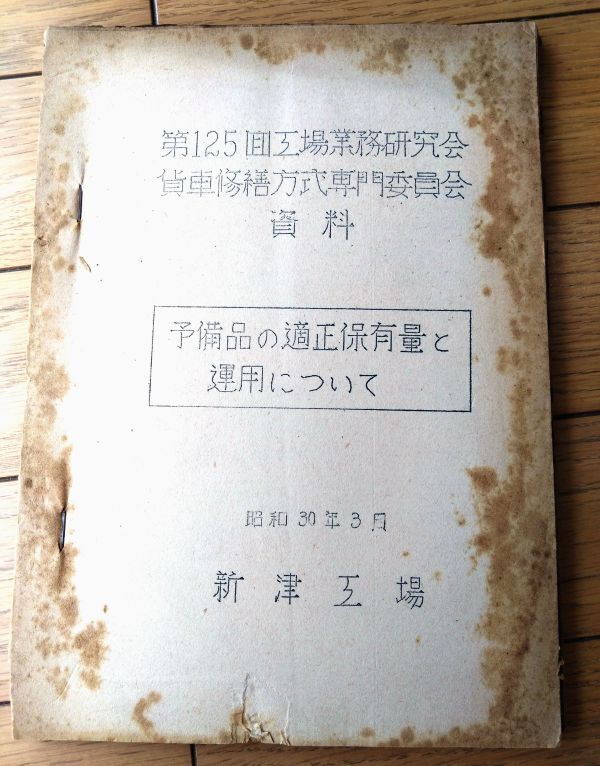 第125回工場業務研究会
貨車修繕方式専門委員会
資料
予備品の適正保有量と
運用について
昭和30年3月
新津工場